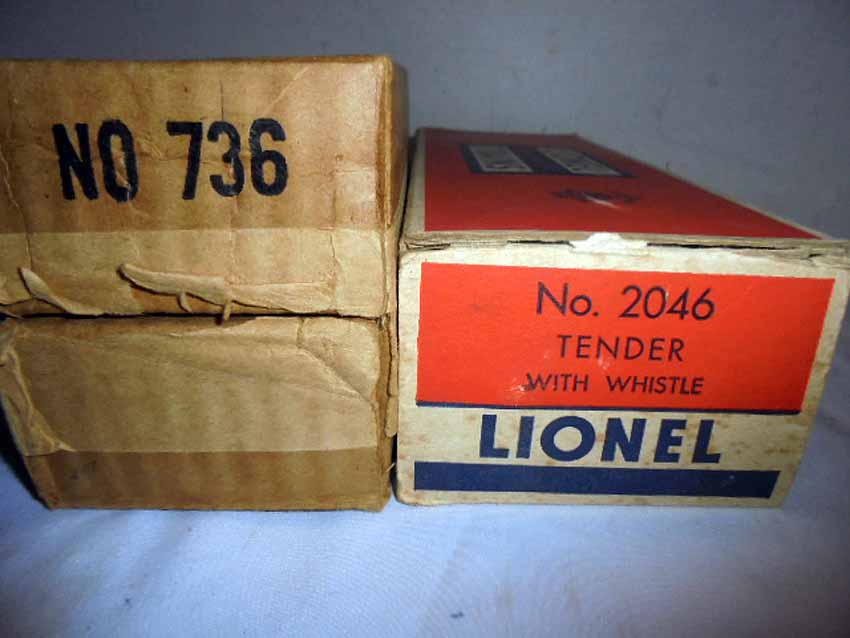 NO 736
No. 2046
TENDER
WITH WHISTLE
LIONEL